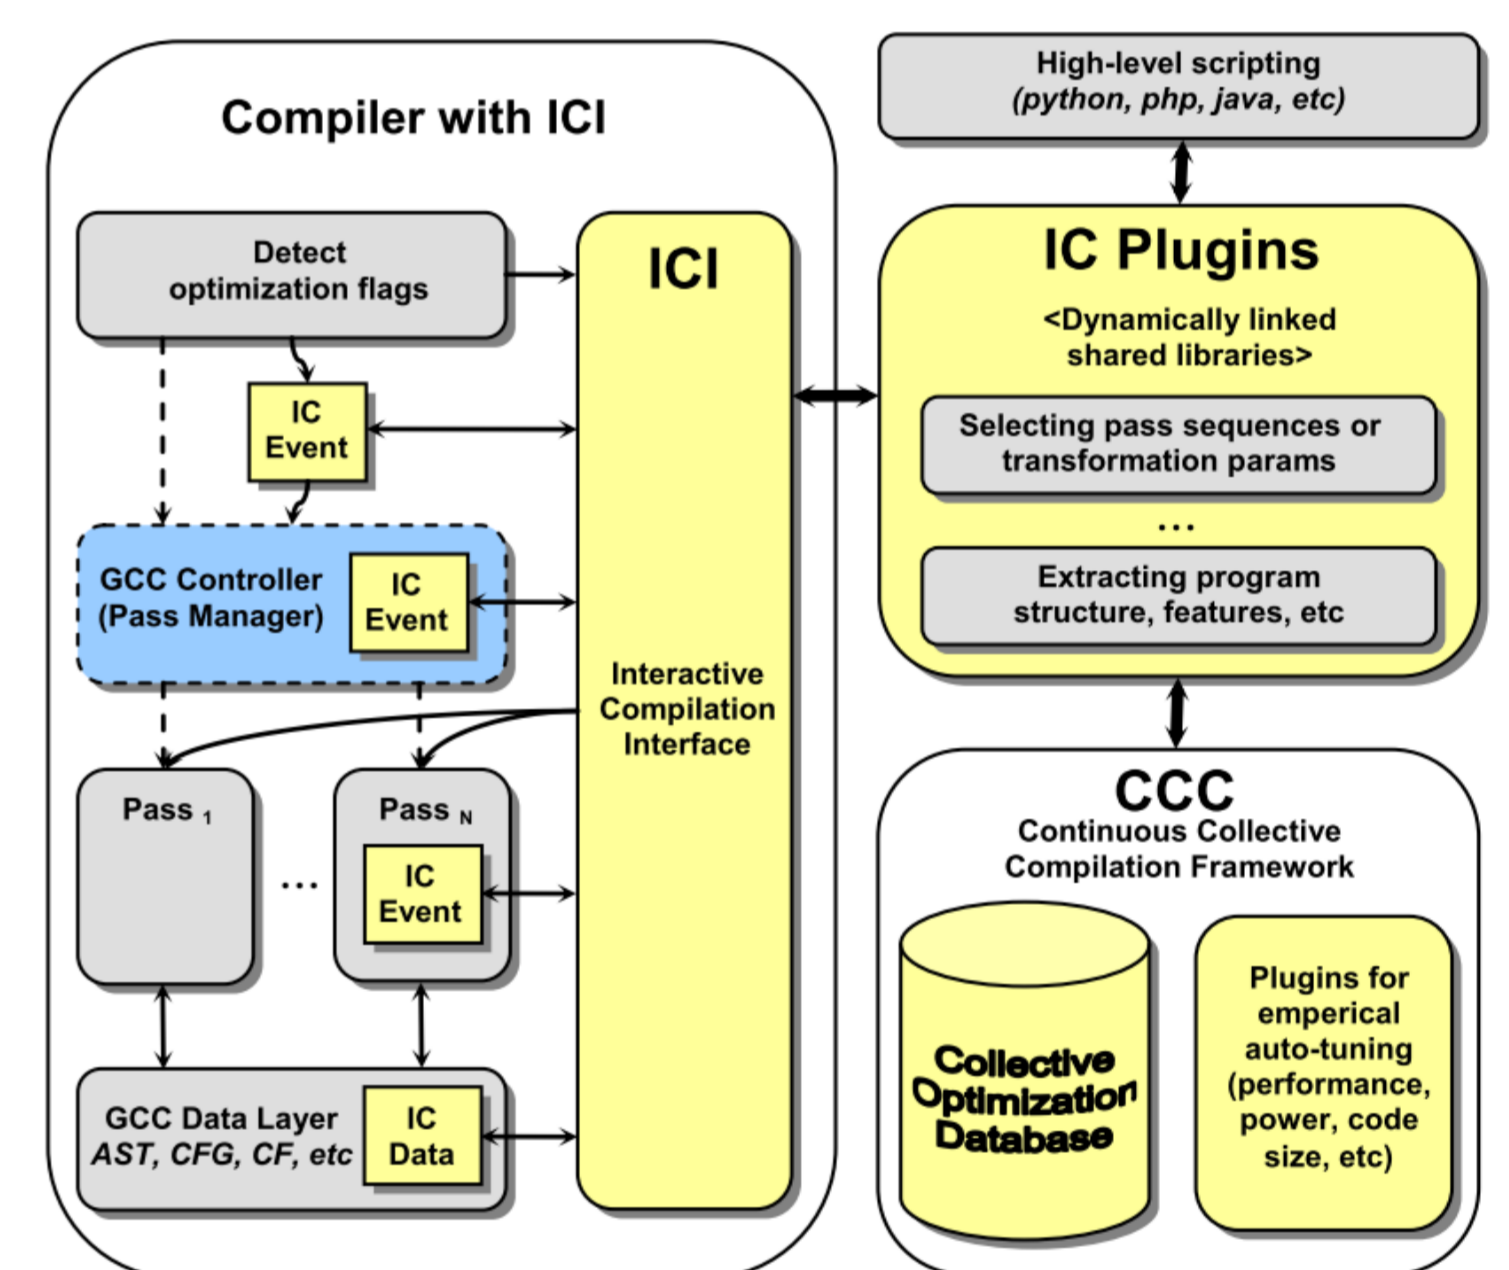 Compiler with ICI
Detect
optimization flags
IC
Event
GCC Controller
(Pass Manager)
IC
Event
Pass 1
...
Pass N
IC
Event
GCC Data Layer
AST, CFG, CF, etc
IC
Data
ICI
Interactive
Compilation
Interface
High-level scripting
(python, php, java, etc)
IC Plugins
<Dynamically linked
shared libraries>
Selecting pass sequences or
transformation params
...
Extracting program
structure, features, etc
CCC
Continuous Collective
Compilation Framework
Collective
Optimization
Database
Plugins for
emperical
auto-tuning
(performance,
power, code
size, etc)